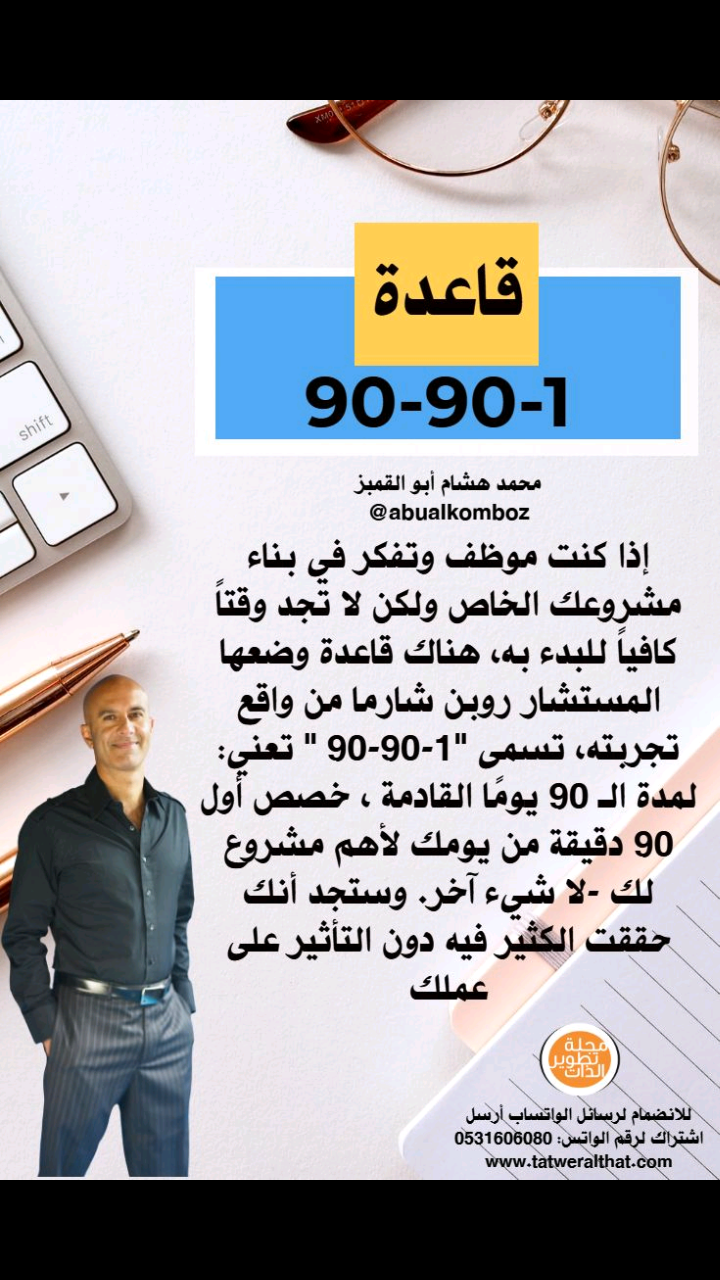 قاعدة
90-90-1
محمد هشام أبو القمبز
@abualkomboz
إذا كنت موظف وتفكر في بناء
مشروعك الخاص ولكن لا تجد وقتاً
كافياً للبدء به، هناك قاعدة وضعها
المستشار روبن شارما من واقع
تجربته، تسمى "1-90-90 " تعني:
لمدة الـ 90 يومًا القادمة ، خصص أول
90 دقيقة من يومك لأهم مشروع
لك -لا شيء آخر. وستجد أنك
حققت الكثير فيه دون التأثير على
عملك
shift
مجلة
تطوير
الذات
للانضمام لرسائل الواتساب أرسل
اشتراك لرقم الواتس: 0531606080
www.tatweralthat.com